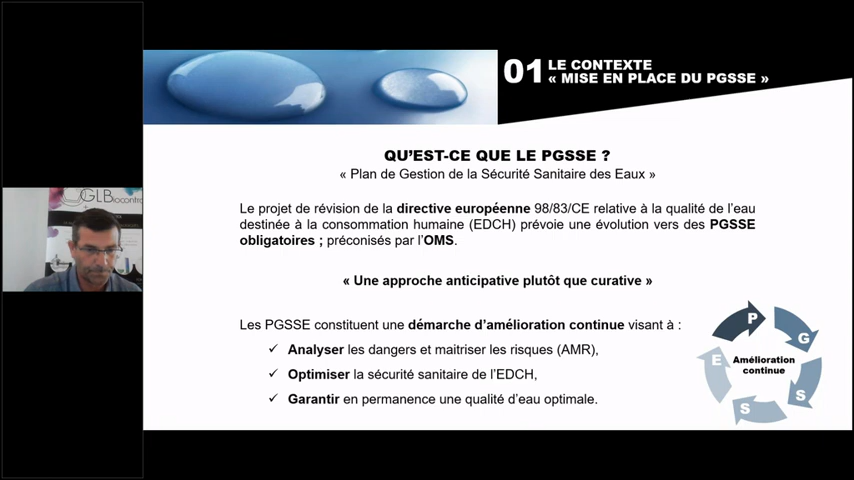 01 LE CONTEXTE
« MISE EN PLACE DU PGSSE »
GLBiocontrol
QU'EST-CE QUE LE PGSSE ?
« Plan de Gestion de la Sécurité Sanitaire des Eaux »
Le projet de révision de la directive européenne 98/83/CE relative à la qualité de l'eau
destinée à la consommation humaine (EDCH) prévoie une évolution vers des PGSSE
obligatoires ; préconisés par l'OMS.
« Une approche anticipative plutôt que curative »
Les PGSSE constituent une démarche d'amélioration continue visant à :
✓ Analyser les dangers et maitriser les risques (AMR),
✓ Optimiser la sécurité sanitaire de l'EDCH,
✓ Garantir en permanence une qualité d'eau optimale.
P
G
S
S
E
Amélioration
continue